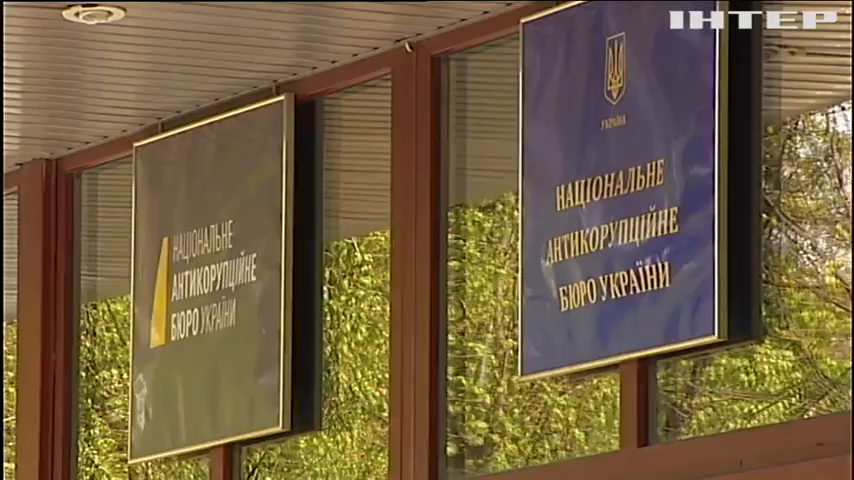 ІНТЕР
НАЦІОНАЛЬНЕ
АНТИКОРУПЦІЙНЕ
БЮРО УКРАЇНИ
УКРАЇНА
НАЦІОНАЛЬНЕ
АНТИКОРУПЦІЙНЕ
БЮРО УКРАЇНИ